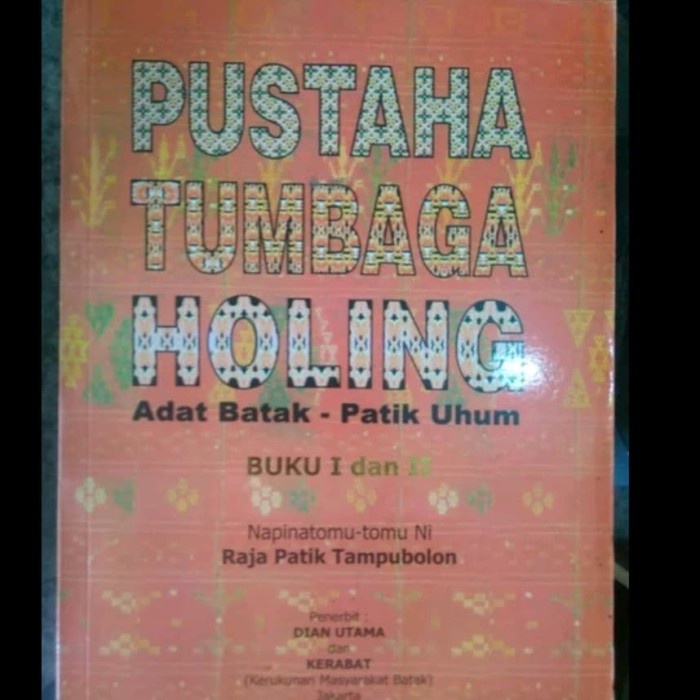 PUSTAHA
TUMBAGA
HOLING
Adat Batak - Patik Uhum
BUKU I dan II
Napinatomu-tomu Ni
Raja Patik Tampubolon
Penerbit :
DIAN UTAMA
dan
KERABAT
(Kerukunan Masyarakat Batak)
Jakarta